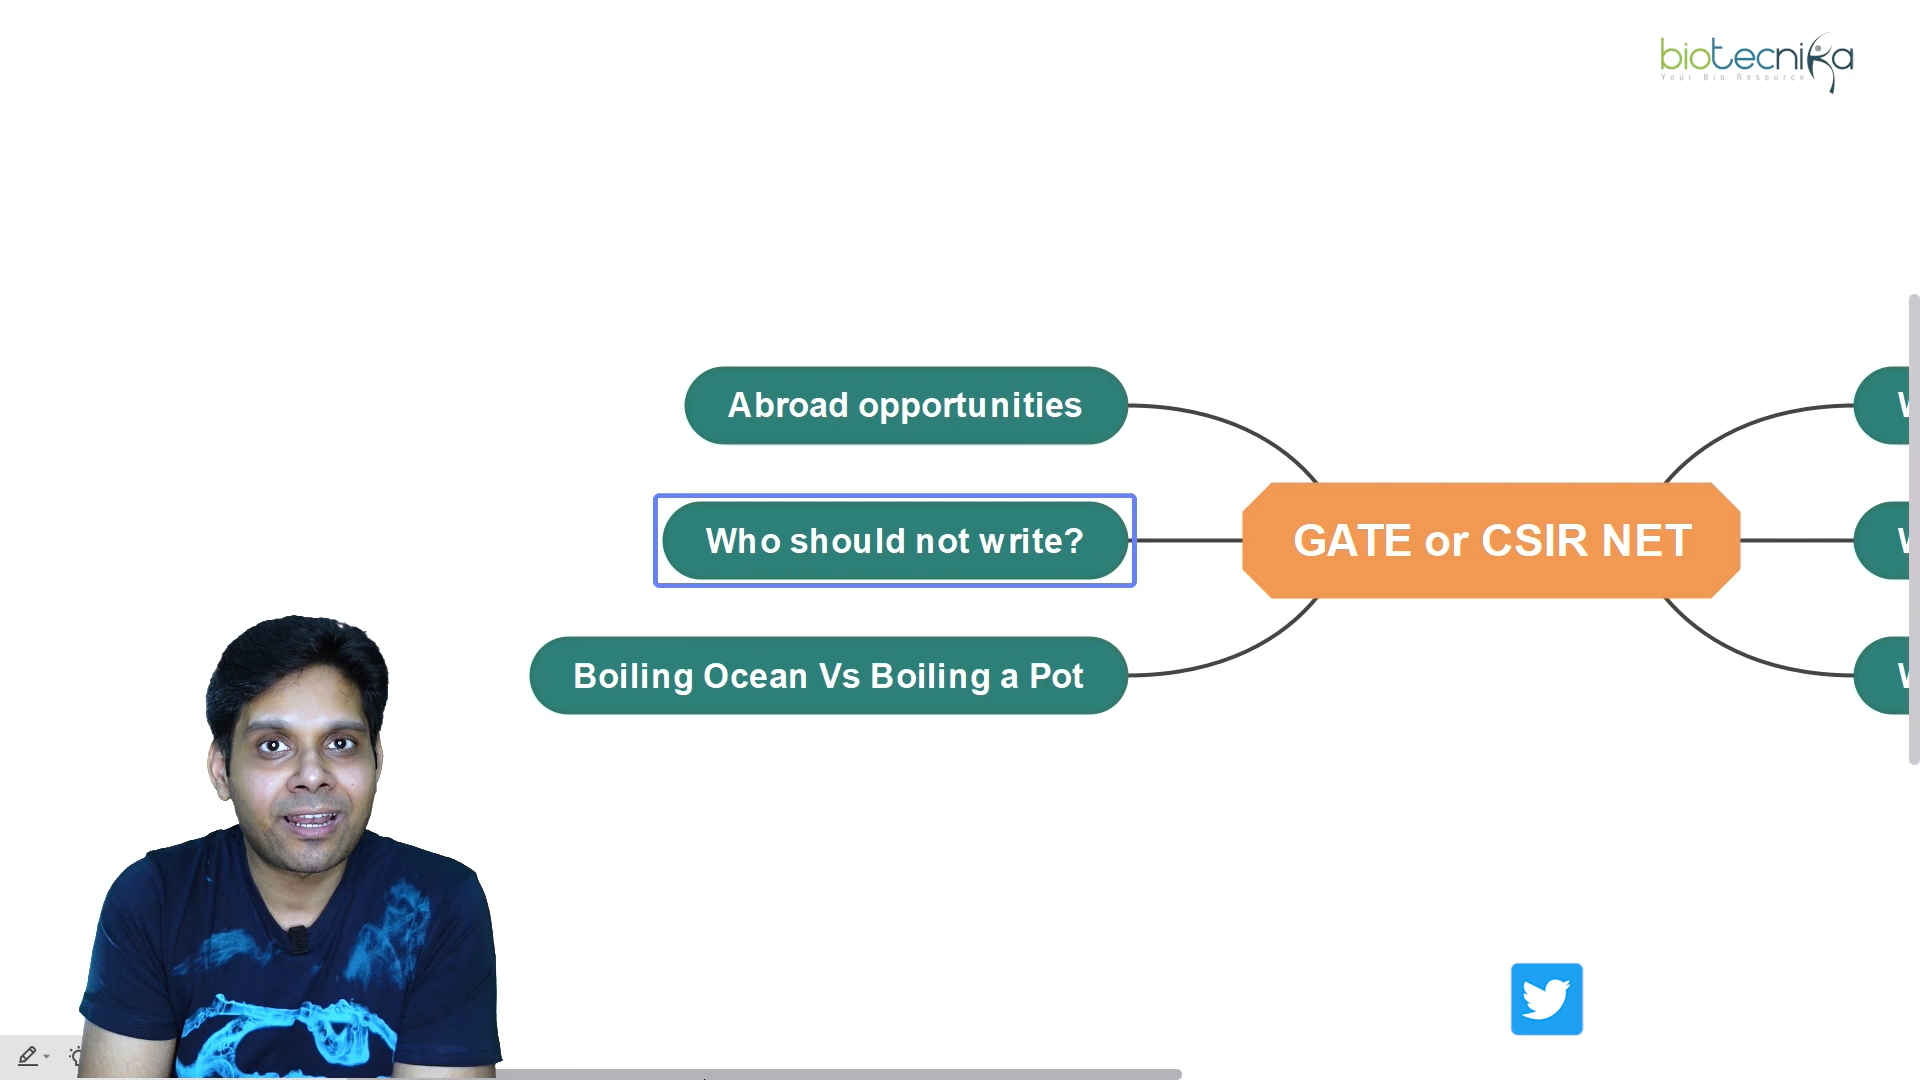 biotecnika
Your Bio Resource
Abroad opportunities
Who should not write?
GATE or CSIR NET
Boiling Ocean Vs Boiling a Pot